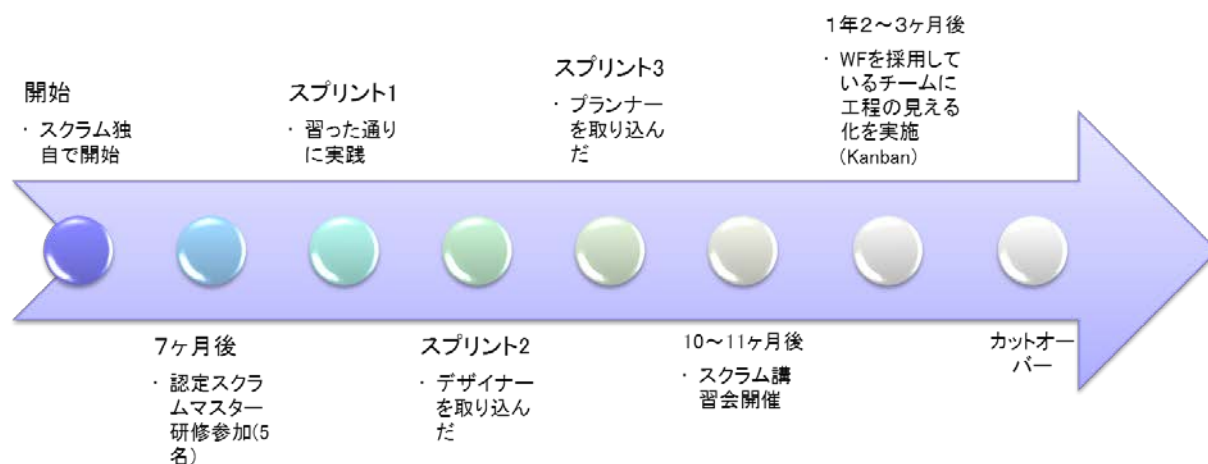 開始
・ スクラム独
自で開始
7ヶ月後
・ 認定スクラ
ムマスター
研修参加(5
名)
スプリント1
・ 習った通り
に実践
スプリント2
・ デザイナー
を取り込ん
だ
スプリント3
・ プランナー
を取り込ん
だ
10～11ヶ月後
・ スクラム講
習会開催
1年2～3ヶ月後
・ WFを採用して
いるチームに
工程の見える
化を実施
(Kanban)
カットオー
バー